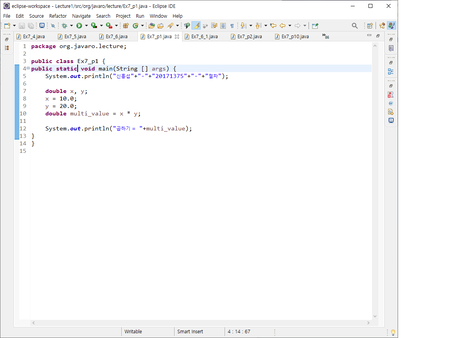 eclipse-workspace - Lecture1/src/org/javaro/lecture/Ex7_p1.java - Eclipse IDE
File Edit Source Refactor Navigate Search Project Run Window Help
Ex7_4.java Ex7_5.java Ex7_6.java Ex7_p1.java Ex7_6_1.java Ex7_p2.java Ex7_p10.java
1 package org.javaro.lecture;
2
3 public class Ex7_p1 {
4 public static void main(String [] args) {
5 System.out.println("+"-"+"20171375"+"-"+");
6
7 double x, y;
8 x = 10.0;
9 y = 20.0;
10 double multi_value = x * y;
11
12 System.out.println("곱하기 = "+multi_value);
13 }
14 }
15
Writable Smart Insert 4 : 14 : 67